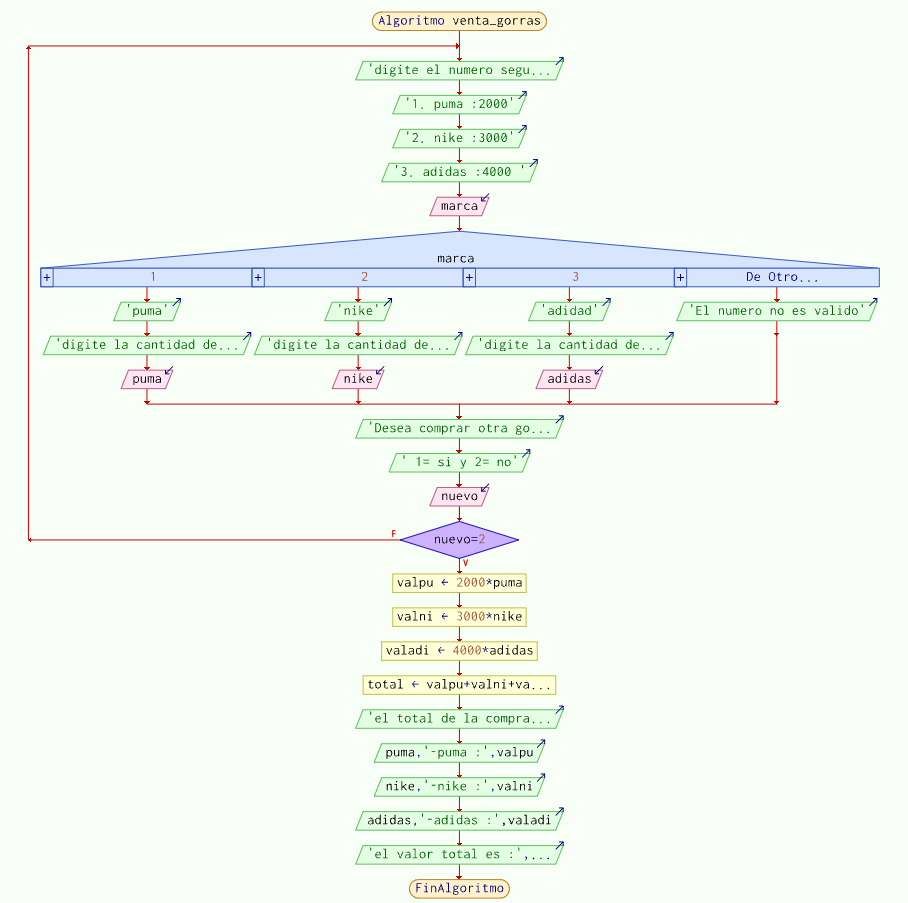 Algoritmo venta_gorras
'digite el numero segu...
'1. puma :2000'
'2. nike :3000'
'3. adidas :4000 '
marca
marca
+ 1 + 2 + 3 + De Otro...
'puma' 'nike' 'adidad' 'El numero no es valido'
'digite la cantidad de... 'digite la cantidad de... 'digite la cantidad de...
puma nike adidas
'Desea comprar otra go...
' 1= si y 2= no'
nuevo
F nuevo=2
V
valpu ← 2000*puma
valni ← 3000*nike
valadi ← 4000*adidas
total ← valpu+valni+va...
'el total de la compra...
puma,'-puma :',valpu
nike,'-nike :',valni
adidas,'-adidas :',valadi
'el valor total es :',...
FinAlgoritmo